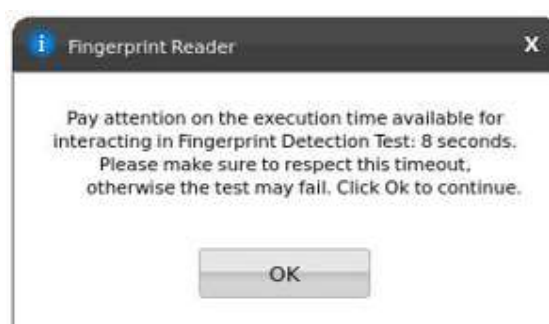 Fingerprint Reader
X
Pay attention on the execution time available for
interacting in Fingerprint Detection Test: 8 seconds.
Please make sure to respect this timeout,
otherwise the test may fail. Click Ok to continue.
OK